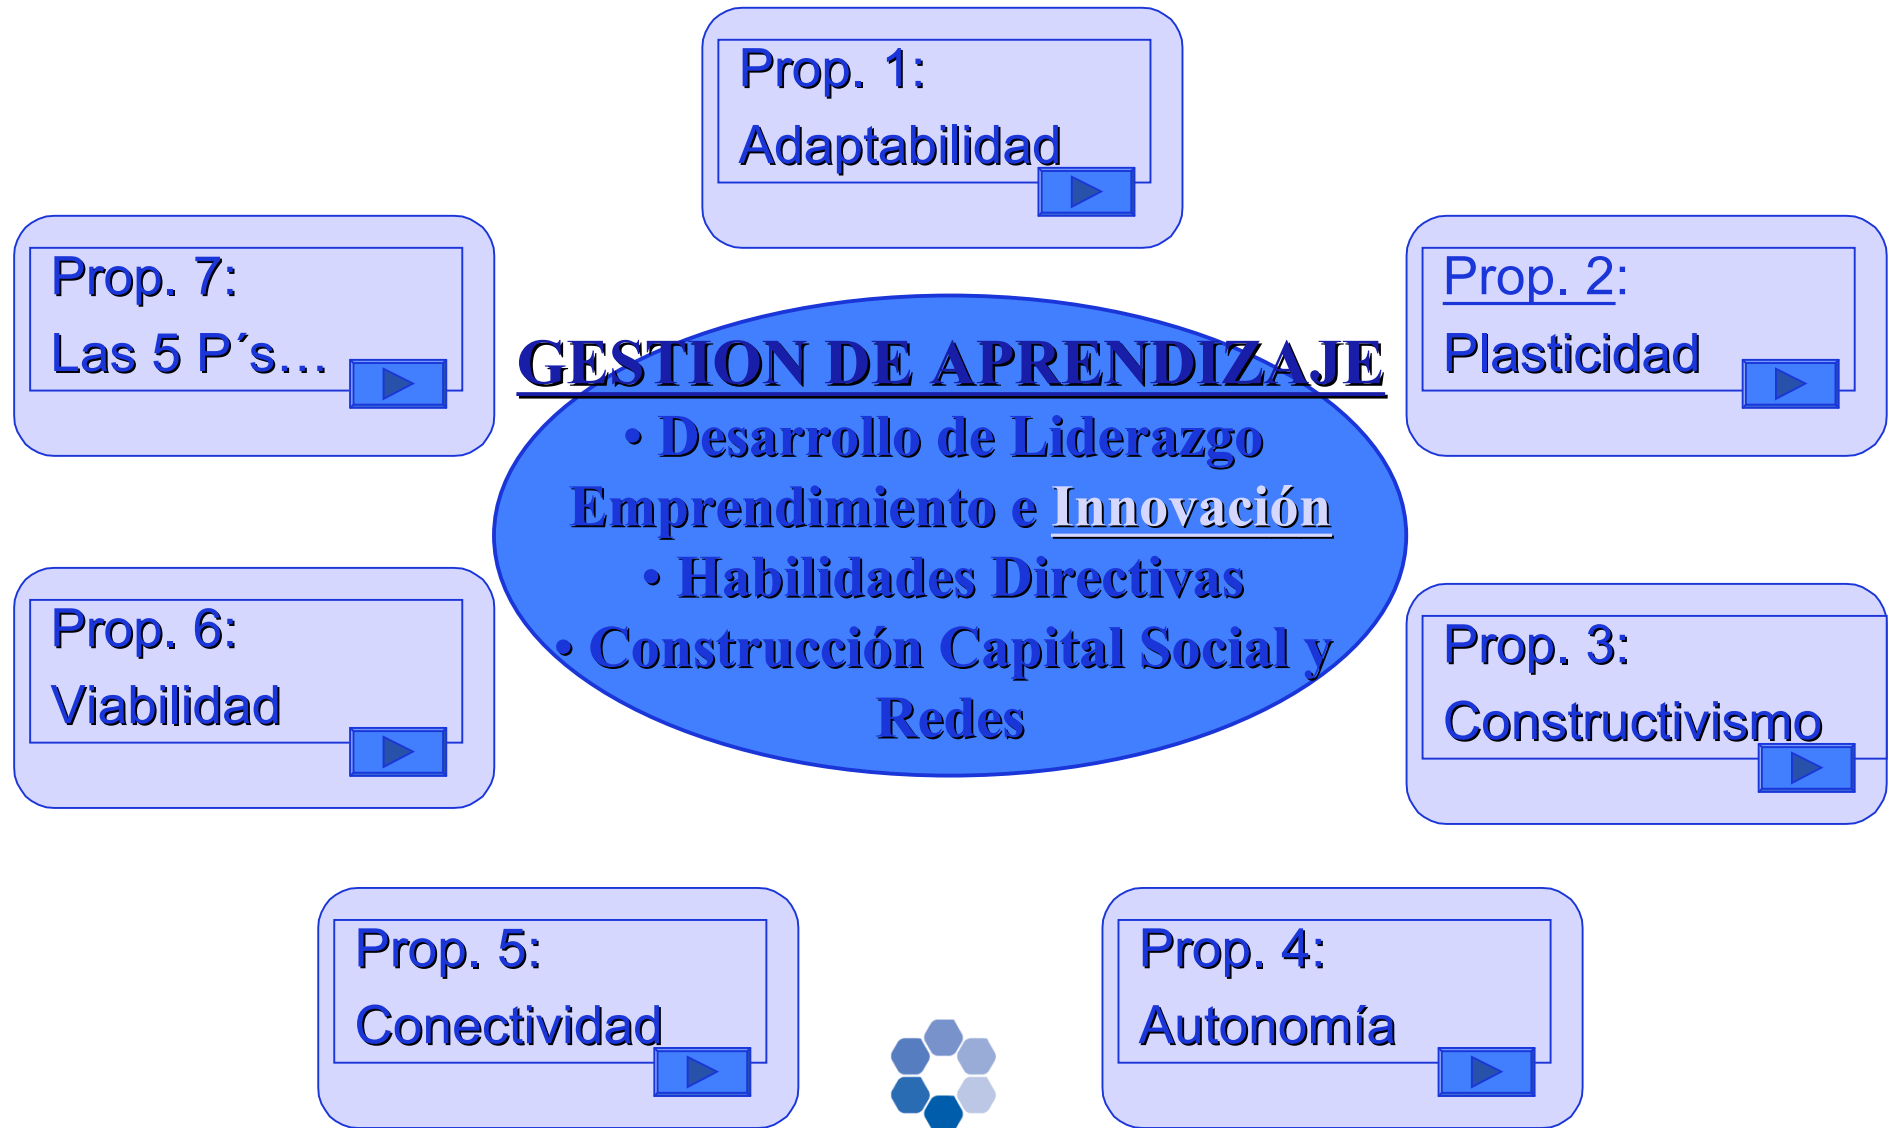 Prop. 1:
Adaptabilidad
Prop. 7:
Las 5 P´s...
Prop. 2:
Plasticidad
GESTION DE APRENDIZAJE
• Desarrollo de Liderazgo
Emprendimiento e Innovación
• Habilidades Directivas
• Construcción Capital Social y
Redes
Prop. 6:
Viabilidad
Prop. 3:
Constructivismo
Prop. 5:
Conectividad
Prop. 4:
Autonomía